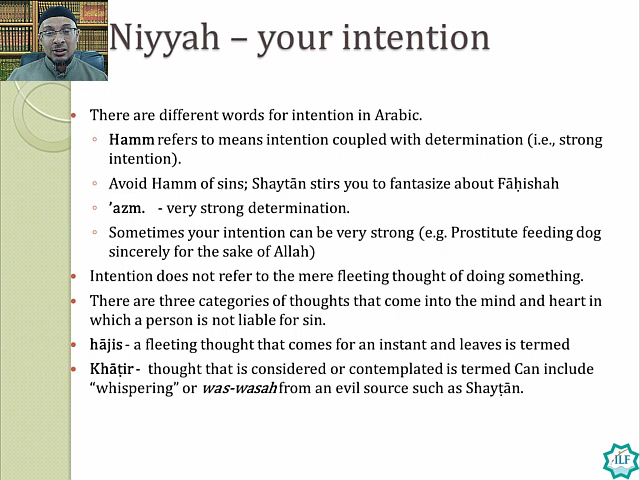 Niyyah – your intention
• There are different words for intention in Arabic.
◦ Hamm refers to means intention coupled with determination (i.e., strong
intention).
◦ Avoid Hamm of sins; Shaytān stirs you to fantasize about Fāḥishah
◦ ’azm. - very strong determination.
◦ Sometimes your intention can be very strong (e.g. Prostitute feeding dog
sincerely for the sake of Allah)
• Intention does not refer to the mere fleeting thought of doing something.
• There are three categories of thoughts that come into the mind and heart in
which a person is not liable for sin.
• hājis - a fleeting thought that comes for an instant and leaves is termed
• Khāṭir - thought that is considered or contemplated is termed Can include
“whispering” or was-wasah from an evil source such as Shayṭān.
ILF